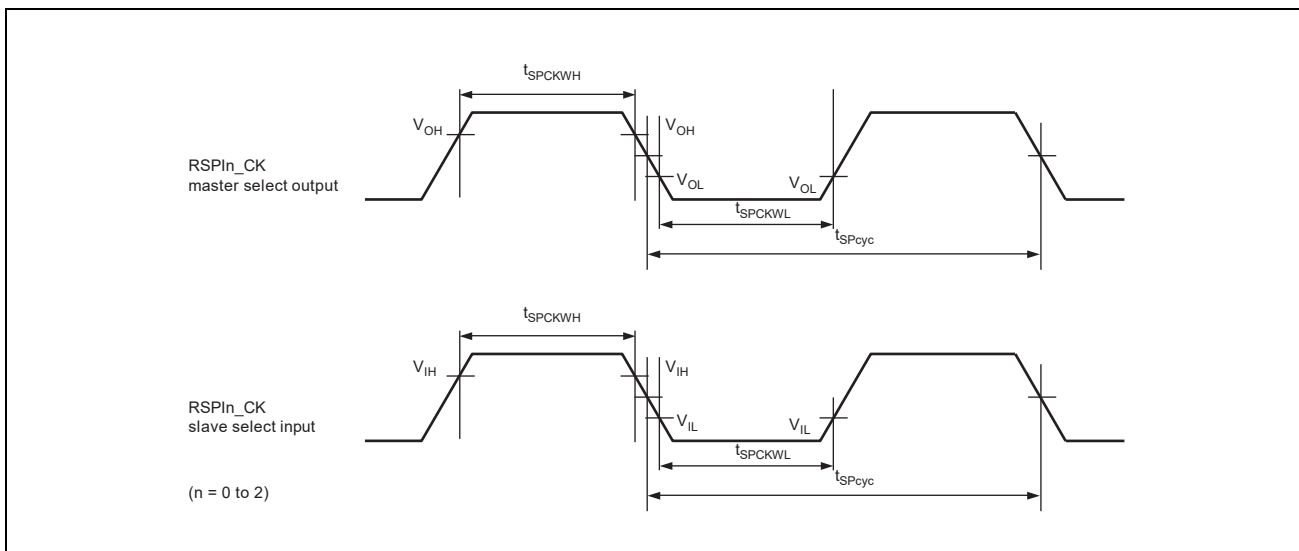 tSPCKWH
VOH
VOH
RSPIn_CK
master select output
VOL
VOL
tSPCKWL
tSPcyc
tSPCKWH
VIH
VIH
RSPIn_CK
slave select input
VIL
VIL
tSPCKWL
tSPcyc
(n = 0 to 2)